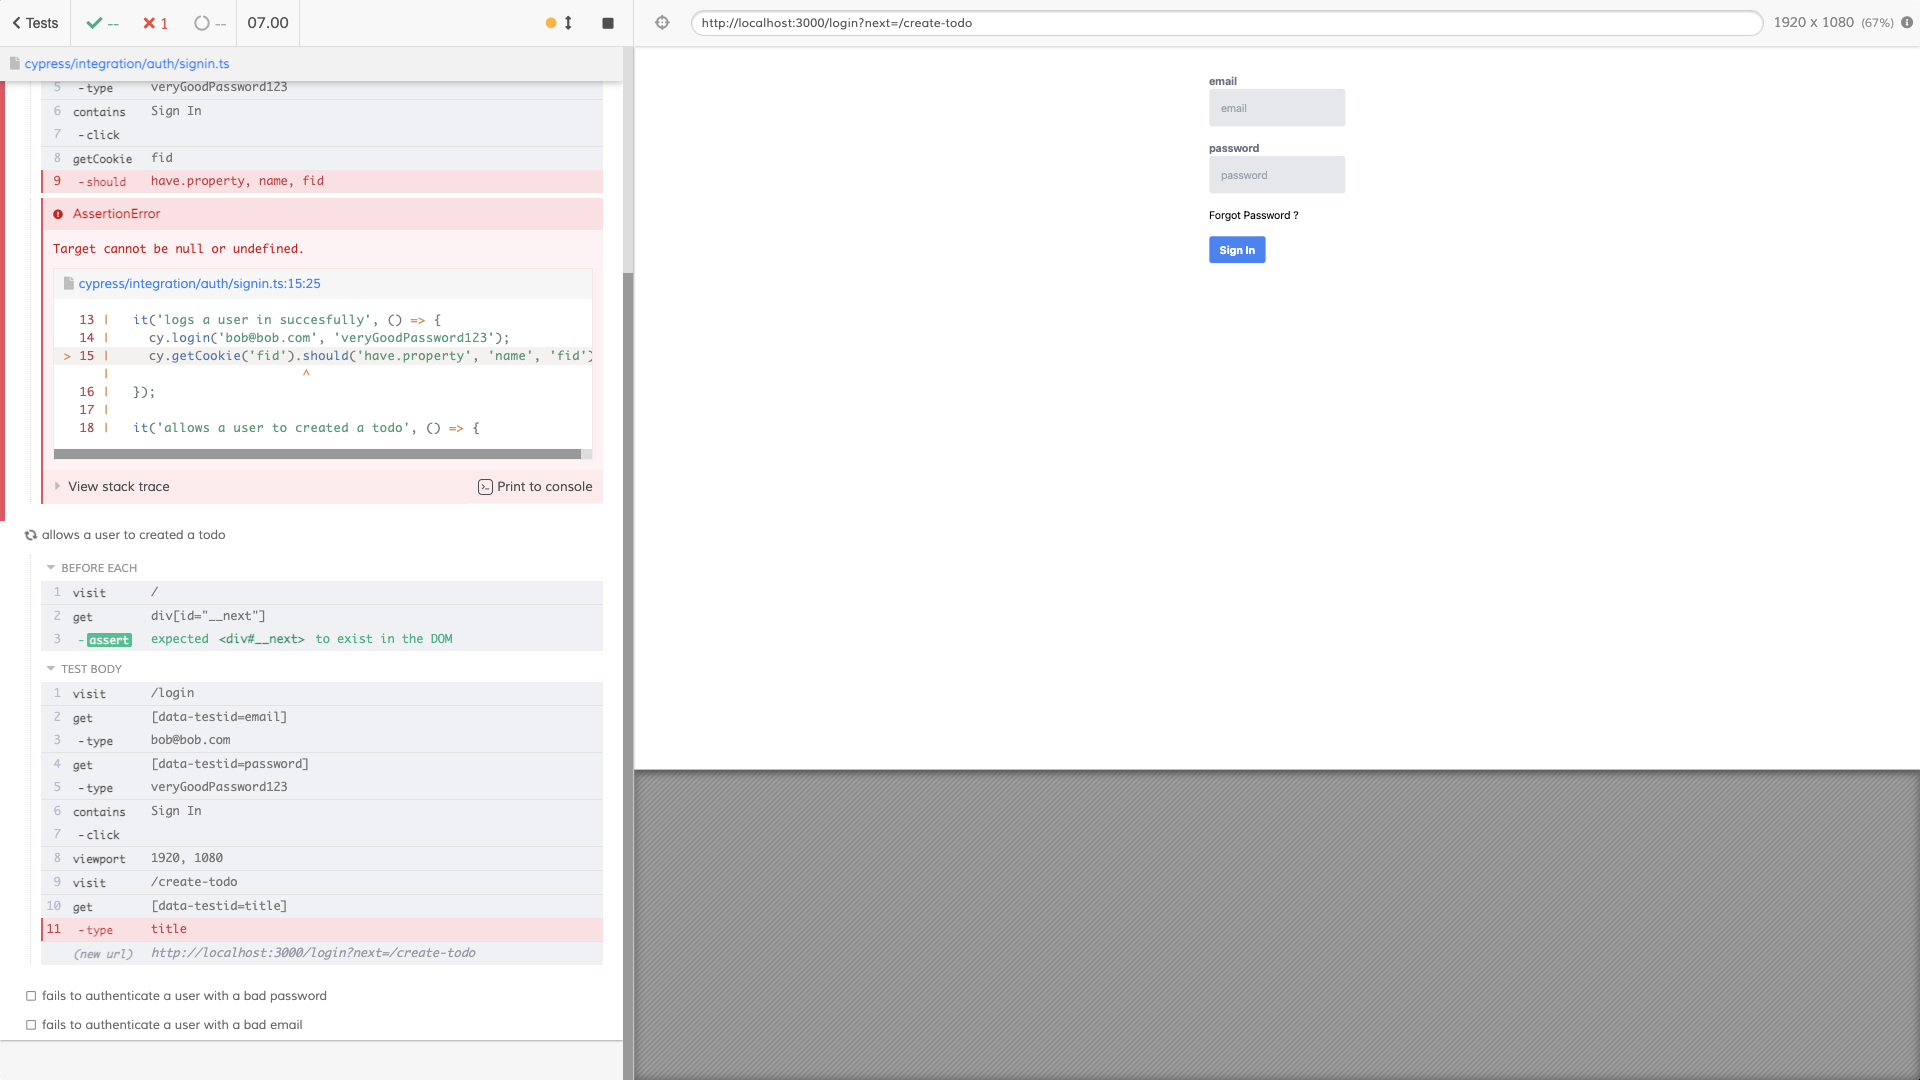 Tests
--
1
--
07.00
http://localhost:3000/login?next=/create-todo
1920 x 1080 (67%)
cypress/integration/auth/signin.ts
5 -type veryGoodPassword123
6 contains Sign In
7 -click
8 getCookie fid
9 -should have.property, name, fid
AssertionError
Target cannot be null or undefined.
cypress/integration/auth/signin.ts:15:25
13 | it('logs a user in succesfully', () => {
14 | cy.login('bob@bob.com', 'veryGoodPassword123');
> 15 | cy.getCookie('fid').should('have.property', 'name', 'fid')
| ^
16 | });
17 |
18 | it('allows a user to created a todo', () => {
View stack trace
Print to console
allows a user to created a todo
BEFORE EACH
1 visit /
2 get div[id="__next"]
3 -assert expected <div#__next> to exist in the DOM
TEST BODY
1 visit /login
2 get [data-testid=email]
3 -type bob@bob.com
4 get [data-testid=password]
5 -type veryGoodPassword123
6 contains Sign In
7 -click
8 viewport 1920, 1080
9 visit /create-todo
10 get [data-testid=title]
11 -type title
(new url) http://localhost:3000/login?next=/create-todo
fails to authenticate a user with a bad password
fails to authenticate a user with a bad email
email
email
password
password
Forgot Password ?
Sign In